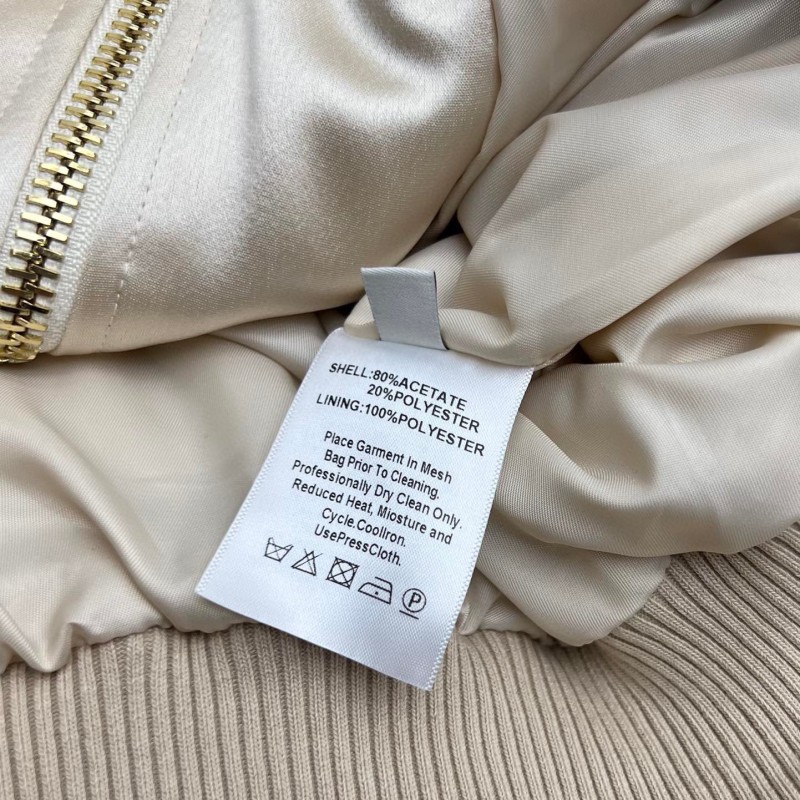 SHELL:80%ACETATE
20%POLYESTER
LINING:100%POLYESTER
Place Garment In Mesh
Bag Prior To Cleaning.
Professionally Dry Clean Only.
Reduced Heat, Miosture and
Cycle.CoolIron.
UsePressCloth.
P